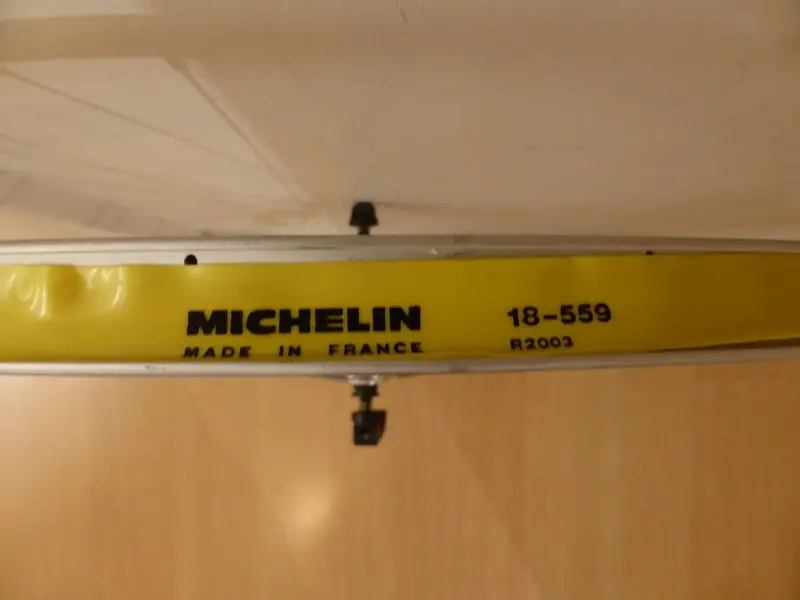 MICHELIN 18-559
MADE IN FRANCE R2003